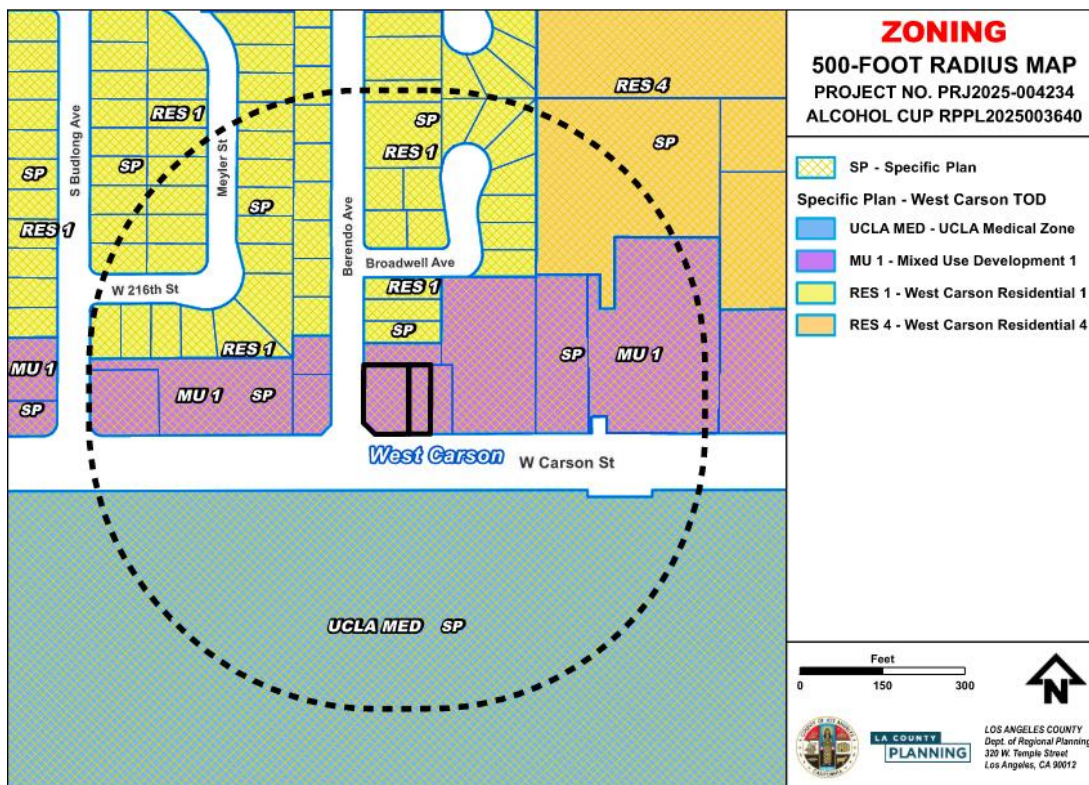 ZONING
500-FOOT RADIUS MAP
PROJECT NO. PRJ2025-004234
ALCOHOL CUP RPPL2025003640
SP - Specific Plan
Specific Plan - West Carson TOD
UCLA MED - UCLA Medical Zone
MU 1 - Mixed Use Development 1
RES 1 - West Carson Residential 1
RES 4 - West Carson Residential 4
RES 4
RES 1
SP
RES 1
SP
SP
SP
S Budlong Ave
Meyler St
SP
Berendo Ave
RES 1
Broadwell Ave
W 216th St
RES 1
SP
RES 1
MU 1
SP
MU 1
SP
SP
MU 1
West Carson
W Carson St
UCLA MED SP
Feet
0 150 300
N
COUNTY OF LOS ANGELES
CALIFORNIA
LA COUNTY
PLANNING
LOS ANGELES COUNTY
Dept. of Regional Planning
320 W. Temple Street
Los Angeles, CA 90012